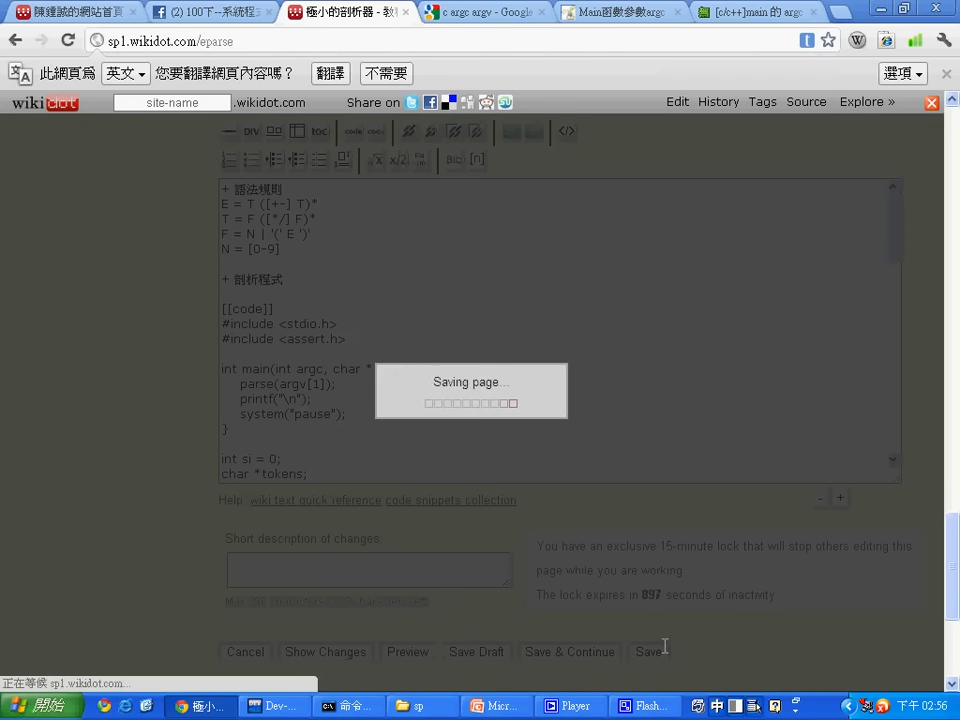 陳鍾誠的網站首頁
(2) 100下--系統程式
極小的剖析器 - 教科
c argc argv - Google
Main函數參數argc
[c/c++]main 的 argc
sp1.wikidot.com/eparse
此網頁為 英文 您要翻譯網頁內容嗎？ 翻譯 不需要 選項
wikidot site-name .wikidot.com Share on Edit History Tags Source Explore »
DIV TOC
+ 語法規則
E = T ([+-] T)*
T = F ([*/] F)*
F = N | '(' E ')'
N = [0-9]
+ 剖析程式
[[code]]
#include <stdio.h>
#include <assert.h>
int main(int argc, char *
parse(argv[1]);
printf("\n");
system("pause");
}
int si = 0;
char *tokens;
Saving page...
Help: wiki text quick reference code snippets collection
- +
Short description of changes:
You have an exclusive 15-minute lock that will stop others editing this
page while you are working.
The lock expires in 897 seconds of inactivity
Cancel Show Changes Preview Save Draft Save & Continue Save
正在等候 sp1.wikidot.com...
開始 極小... Dev-... 命令... sp Micr... Player Flash... 中 下午 02:56